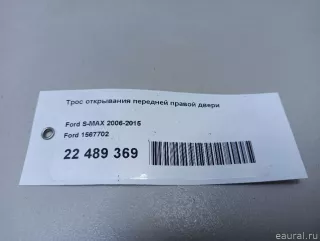 Трос открывания передней правой двери
Ford S-MAX 2006-2015
Ford 1567702
22 489 369
eaural.ru